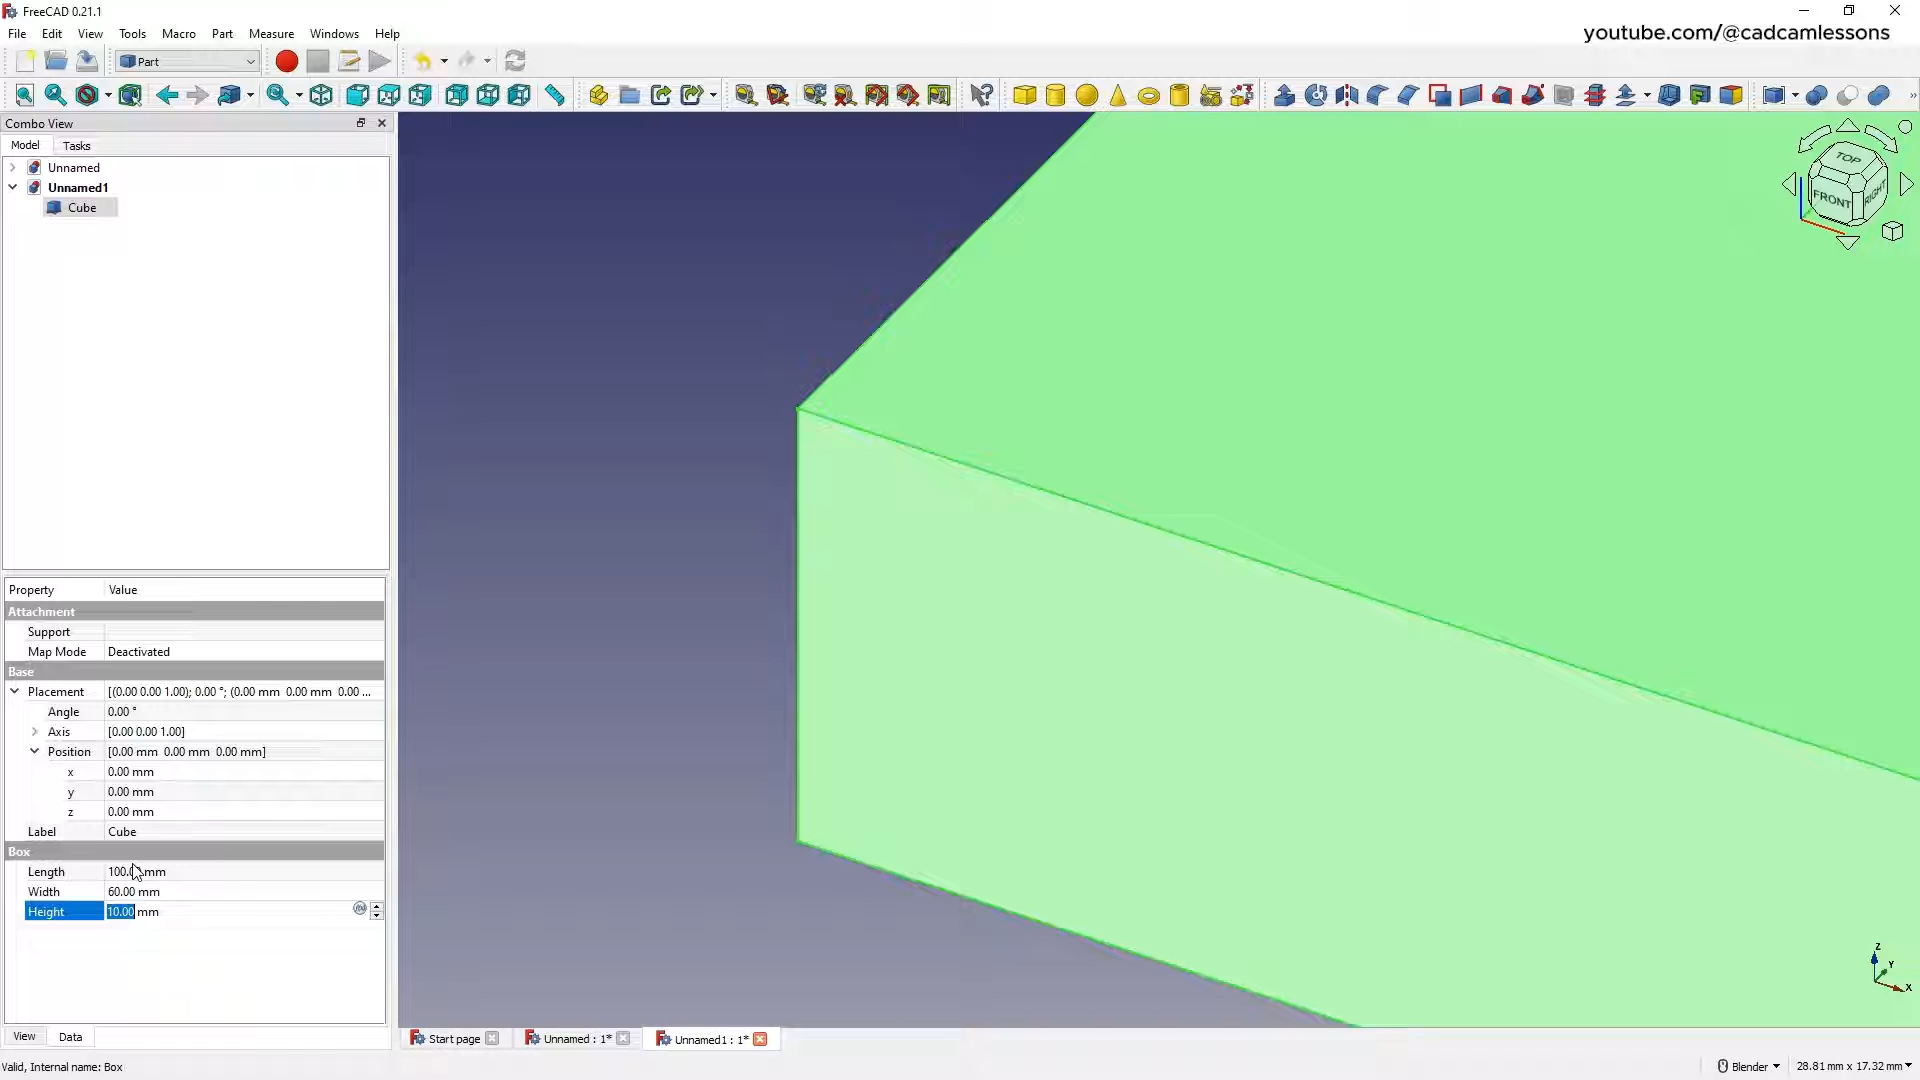 FreeCAD 0.21.1
File Edit View Tools Macro Part Measure Windows Help
youtube.com/@cadcamlessons
Part
Combo View
Model Tasks
Unnamed
Unnamed1
Cube
TOP
FRONT
RIGHT
Property Value
Attachment
Support
Map Mode Deactivated
Base
Placement [(0.00 0.00 1.00); 0.00 °; (0.00 mm 0.00 mm 0.00 ...
Angle 0.00 °
Axis [0.00 0.00 1.00]
Position [0.00 mm 0.00 mm 0.00 mm]
x 0.00 mm
y 0.00 mm
z 0.00 mm
Label Cube
Box
Length 100. mm
Width 60.00 mm
Height 10.00 mm
Z
Y
X
View Data
Start page
Unnamed : 1*
Unnamed1 : 1*
Valid, Internal name: Box
Blender
28.81 mm x 17.32 mm